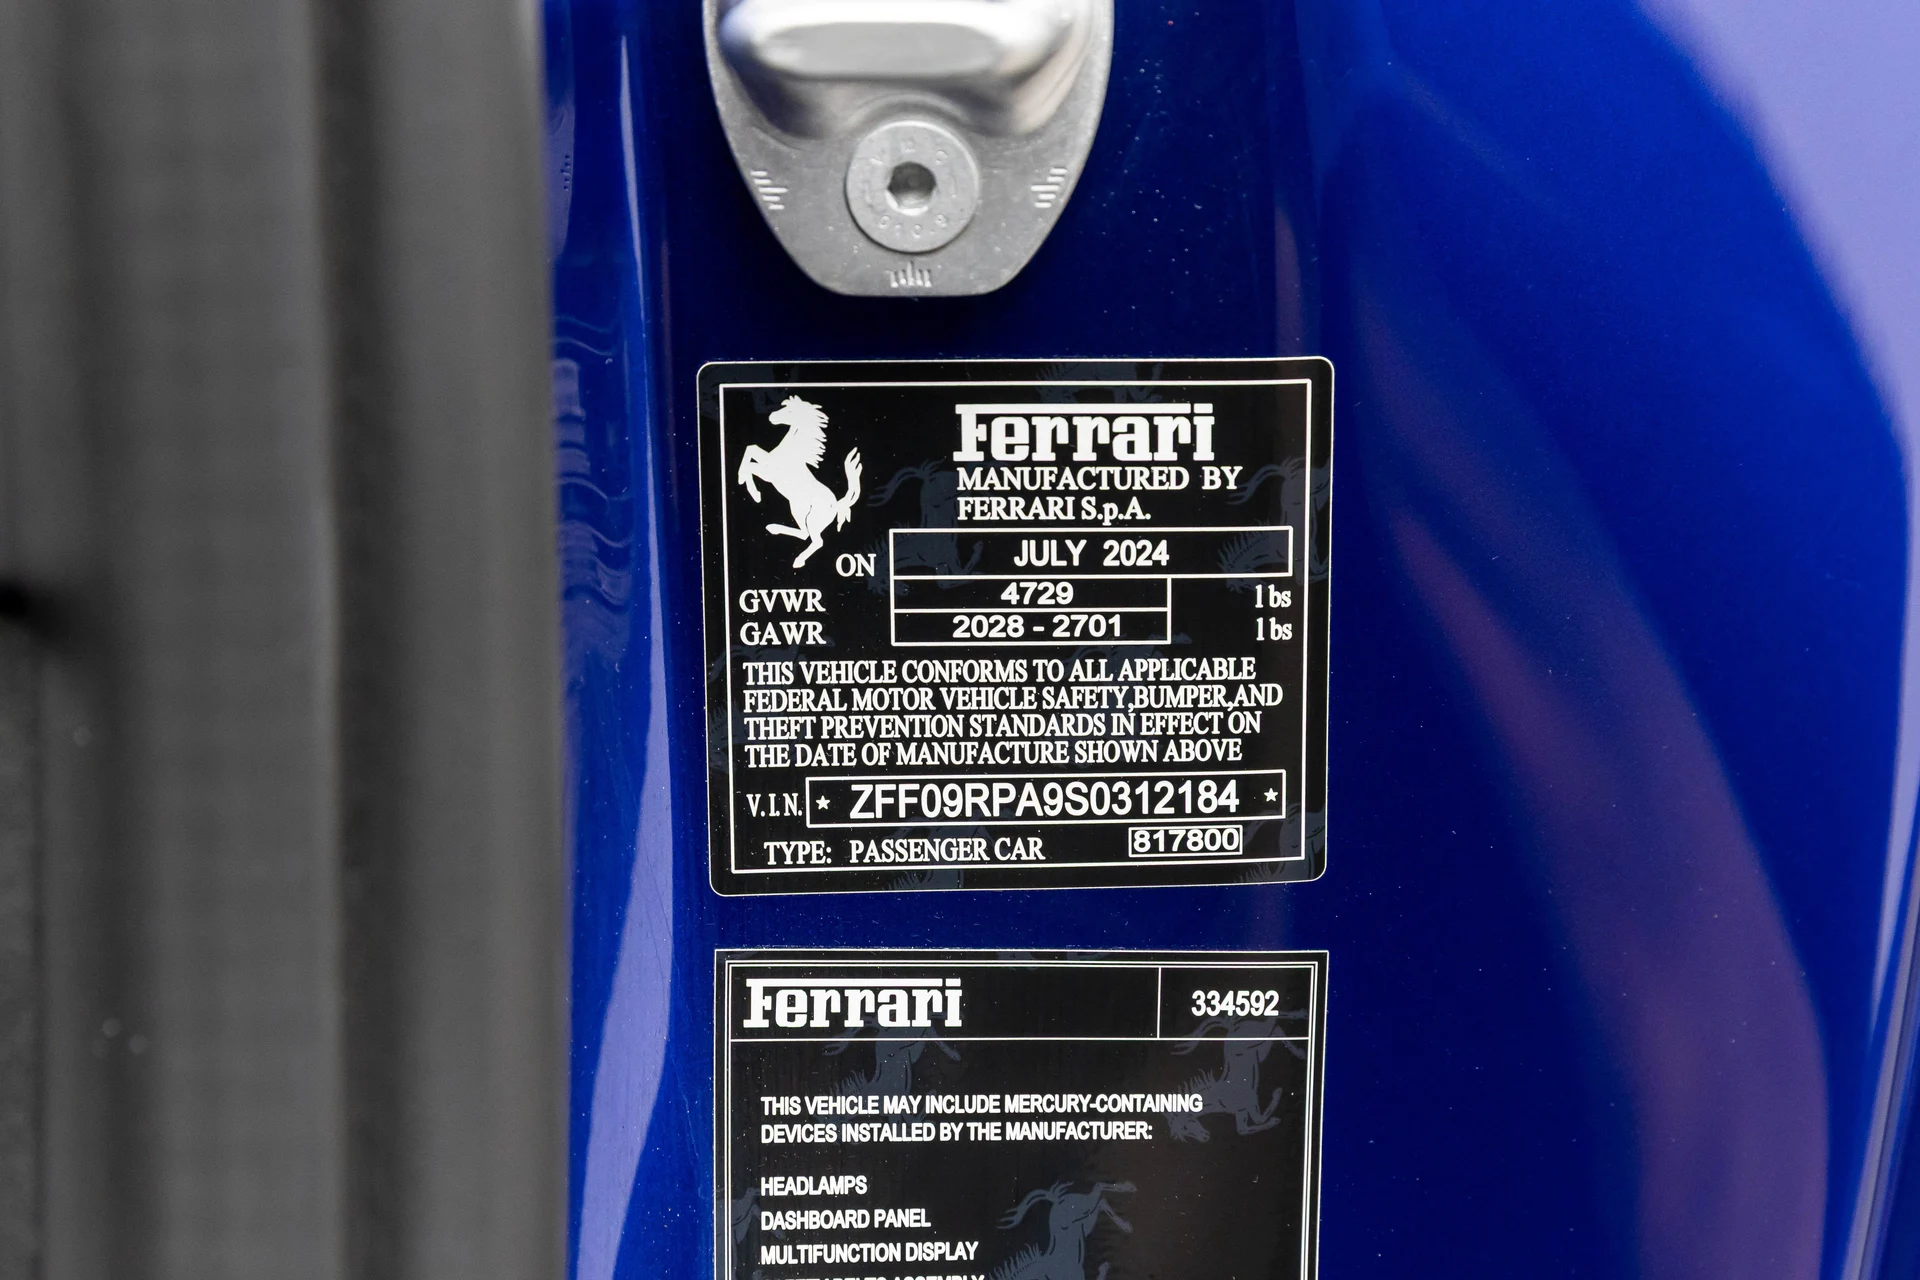 Ferrari
MANUFACTURED BY
FERRARI S.p.A.
ON JULY 2024
GVWR 4729 lbs
GAWR 2028 - 2701 lbs
THIS VEHICLE CONFORMS TO ALL APPLICABLE
FEDERAL MOTOR VEHICLE SAFETY,BUMPER,AND
THEFT PREVENTION STANDARDS IN EFFECT ON
THE DATE OF MANUFACTURE SHOWN ABOVE
V.I.N. ★ ZFF09RPA9S0312184 ★
TYPE: PASSENGER CAR 817800
Ferrari 334592
THIS VEHICLE MAY INCLUDE MERCURY-CONTAINING
DEVICES INSTALLED BY THE MANUFACTURER:
HEADLAMPS
DASHBOARD PANEL
MULTIFUNCTION DISPLAY